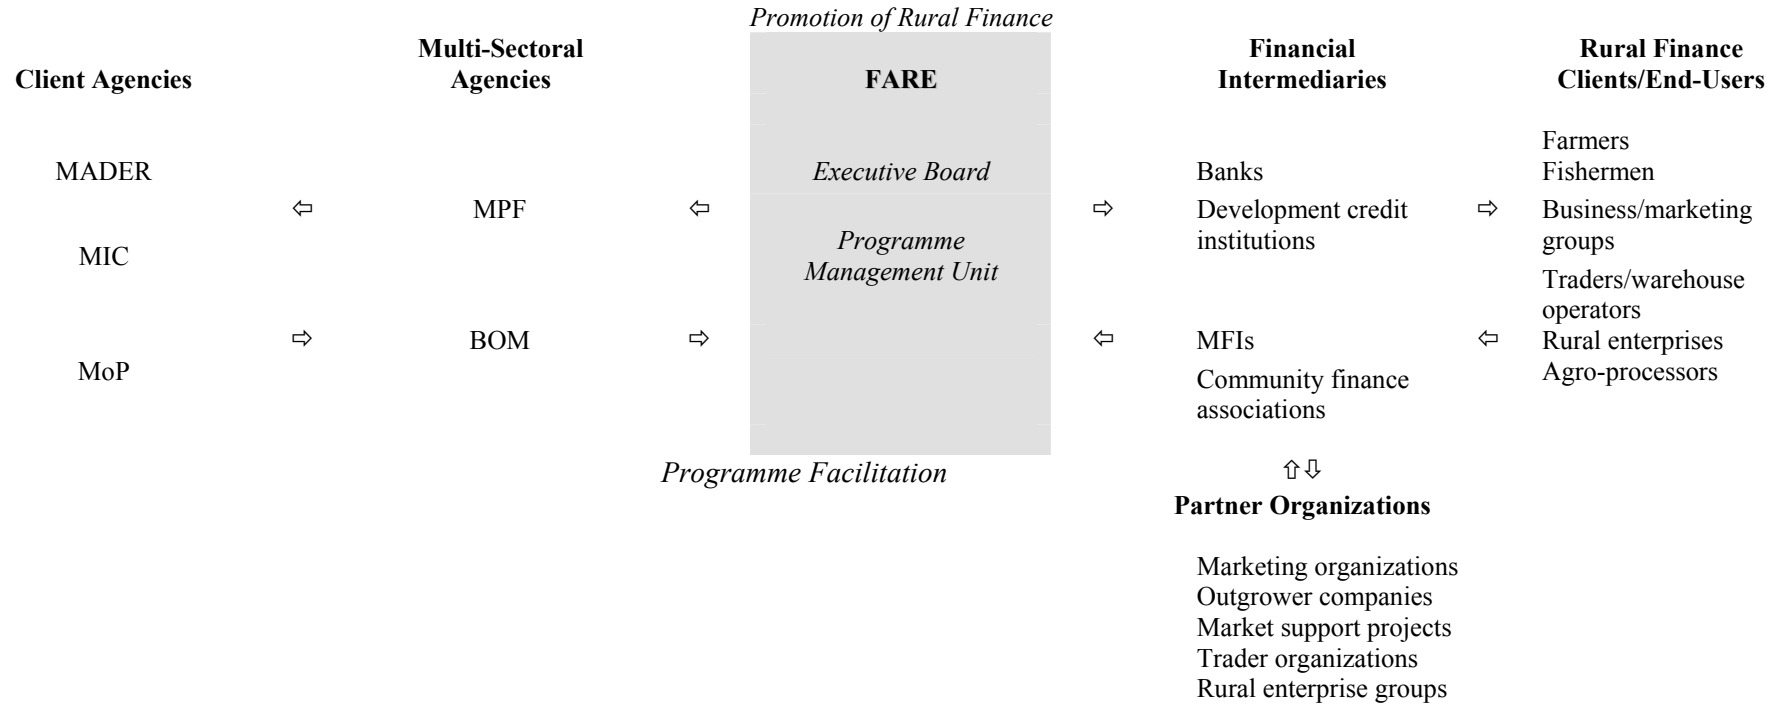 Promotion of Rural Finance
Client Agencies
Multi-Sectoral
Agencies
FARE
Financial
Intermediaries
Rural Finance
Clients/End-Users
MADER
MIC
MoP
⇦
⇨
MPF
BOM
⇦
⇨
Executive Board
Programme
Management Unit
⇨
⇦
Banks
Development credit
institutions
MFIs
Community finance
associations
⇨
⇦
Farmers
Fishermen
Business/marketing
groups
Traders/warehouse
operators
Rural enterprises
Agro-processors
Programme Facilitation
⇧⇩
Partner Organizations
Marketing organizations
Outgrower companies
Market support projects
Trader organizations
Rural enterprise groups